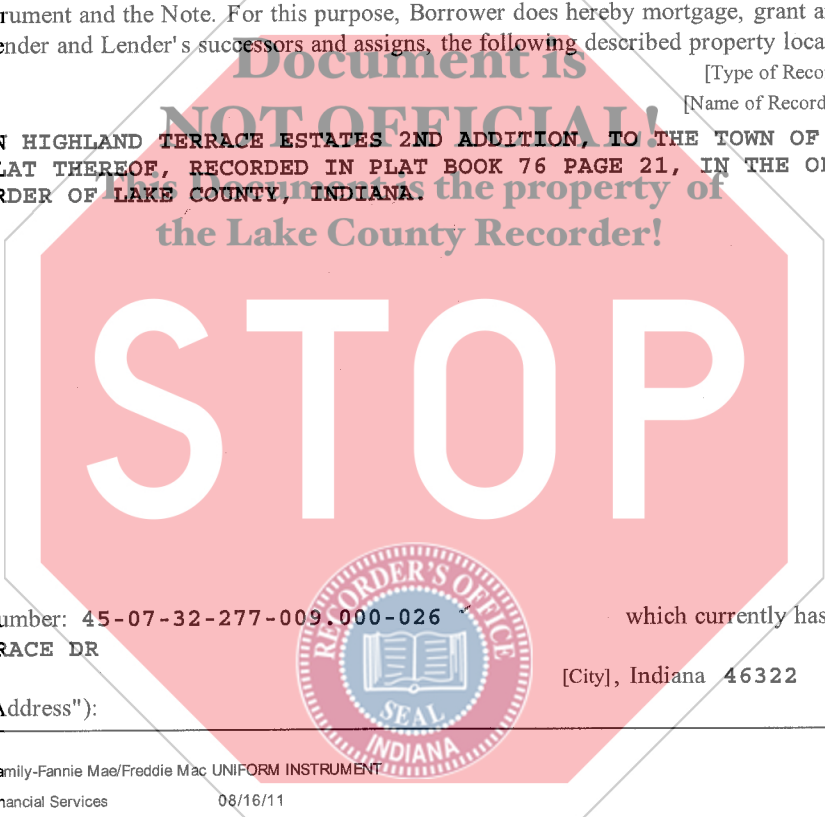 rument and the Note. For this purpose, Borrower does hereby mortgage, grant a
ender and Lender's successors and assigns, the following described property loca
Document is
[Type of Reco
[Name of Record
NOT OFFICIAL!
N HIGHLAND TERRACE ESTATES 2ND ADDITION, TO THE TOWN OF
LAT THEREOF, RECORDED IN PLAT BOOK 76 PAGE 21, IN THE O
This Document is the property of
RDER OF LAKE COUNTY, INDIANA.
the Lake County Recorder!
STOP
RECORDER'S OFFICE
umber: 45-07-32-277-009.000-026
which currently has
RACE DR
[City], Indiana 46322
SEAL
Address"):
INDIANA
amily-Fannie Mae/Freddie Mac UNIFORM INSTRUMENT
nancial Services 08/16/11